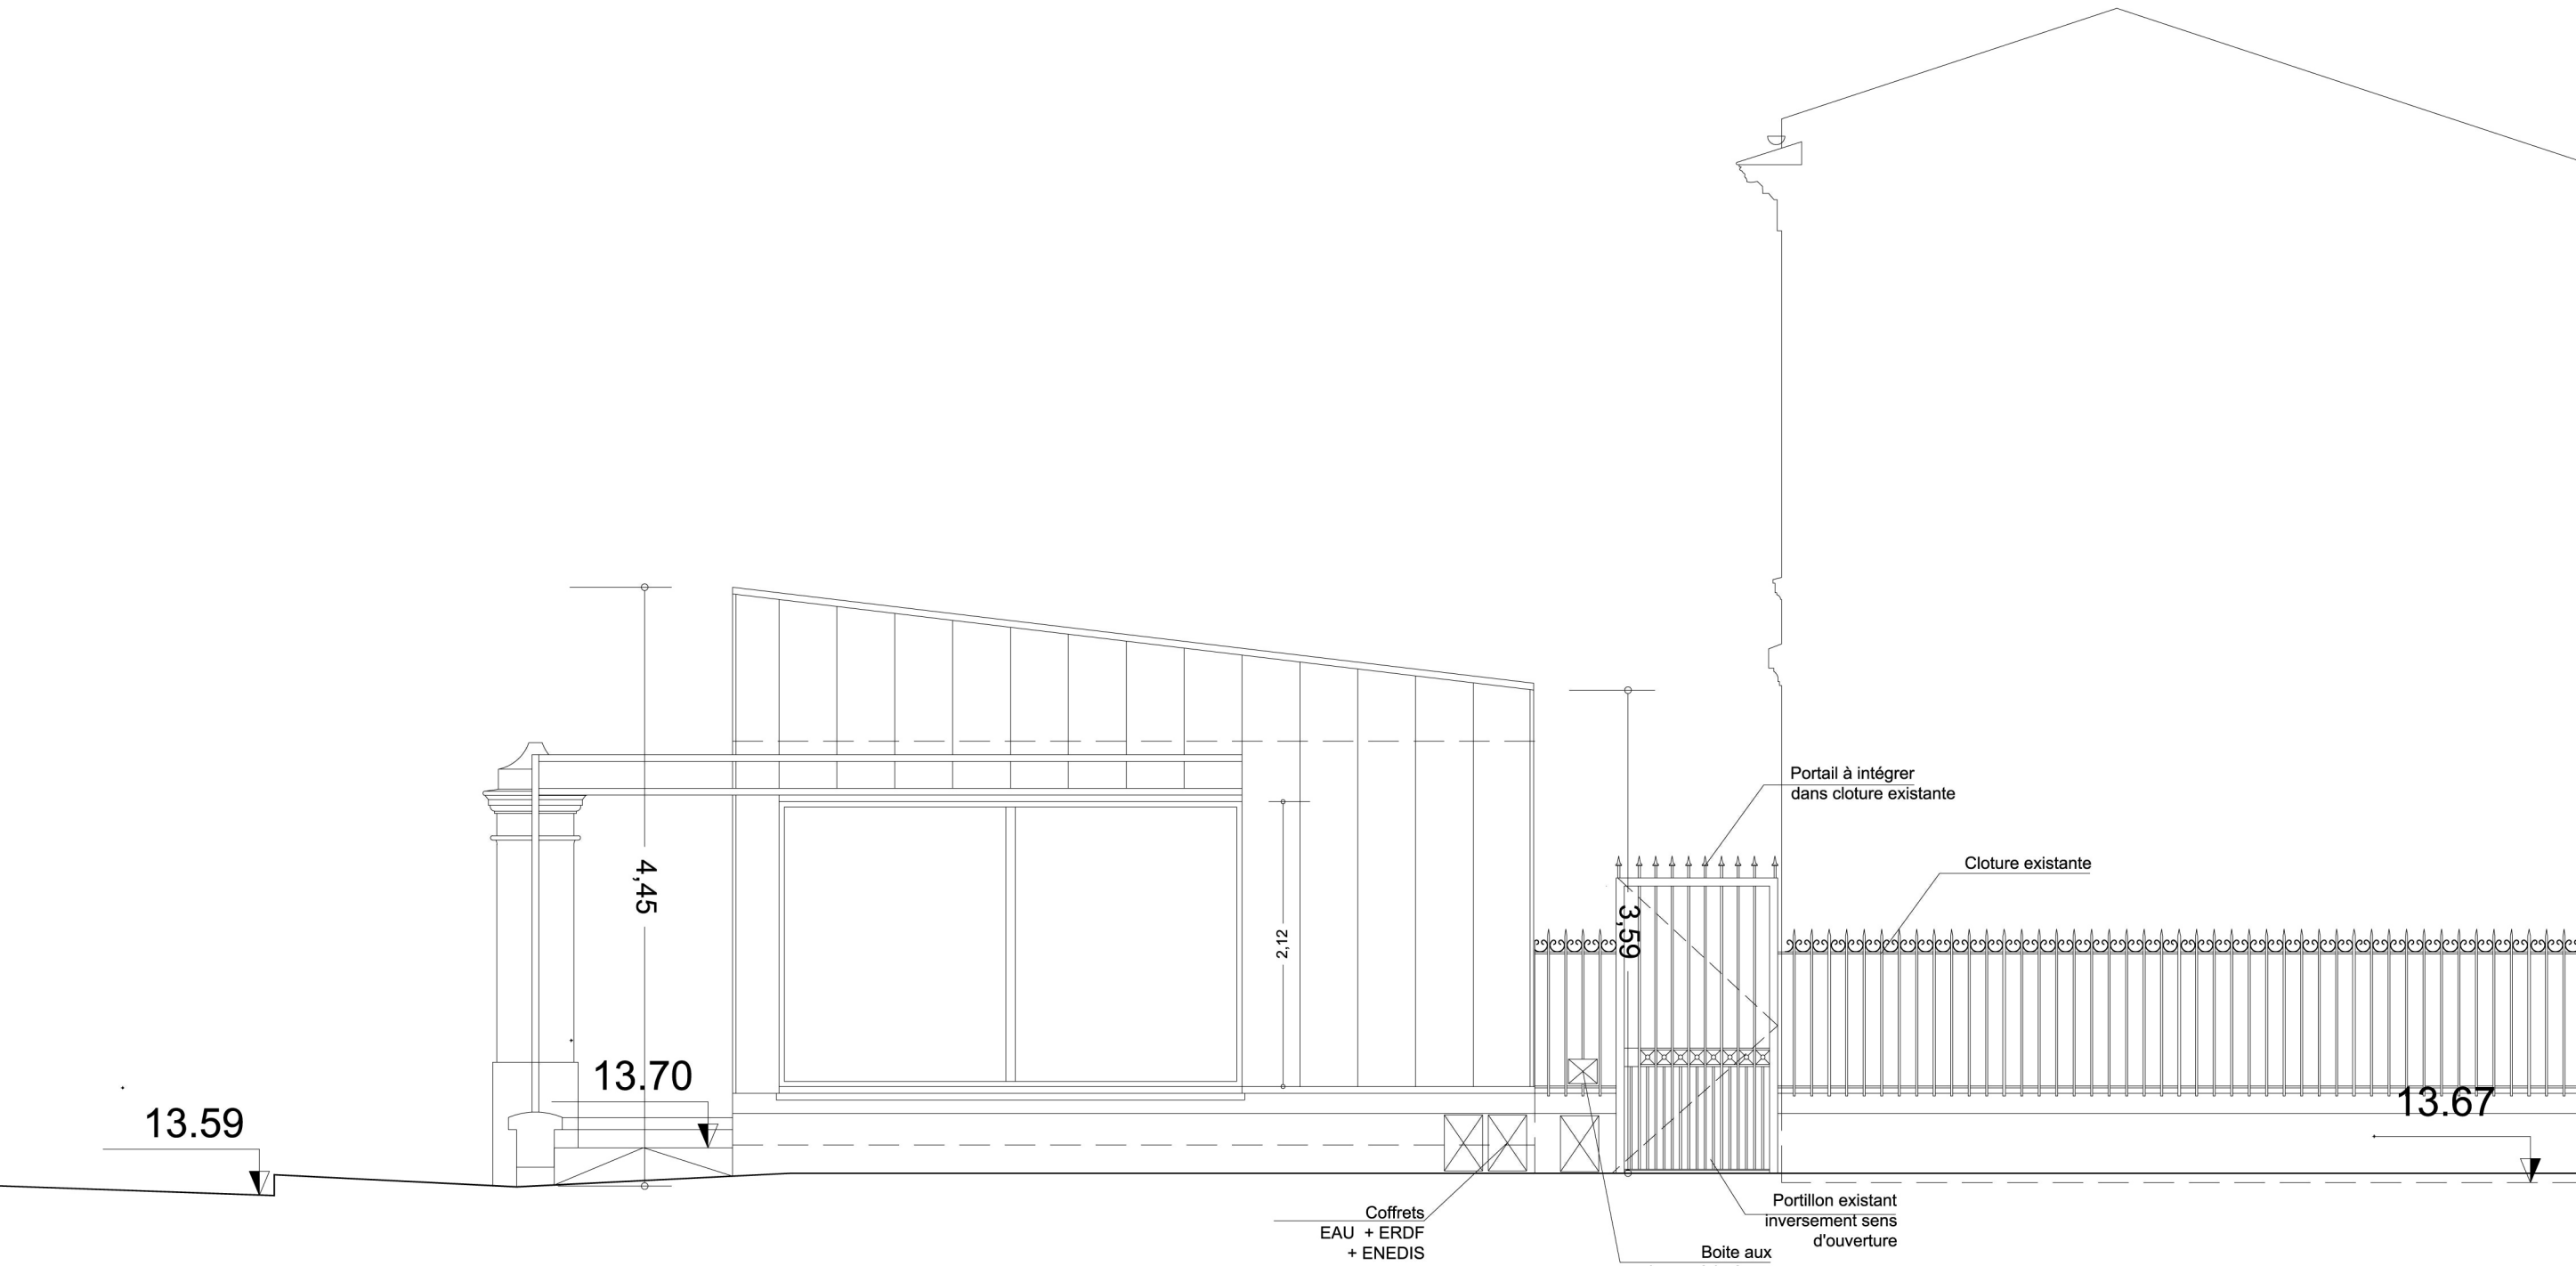 Portail à intégrer
dans cloture existante
Cloture existante
4,45
3,59
2,12
13.70
13.59
13.67
Coffrets
EAU + ERDF
+ ENEDIS
Portillon existant
inversement sens
d'ouverture
Boite aux